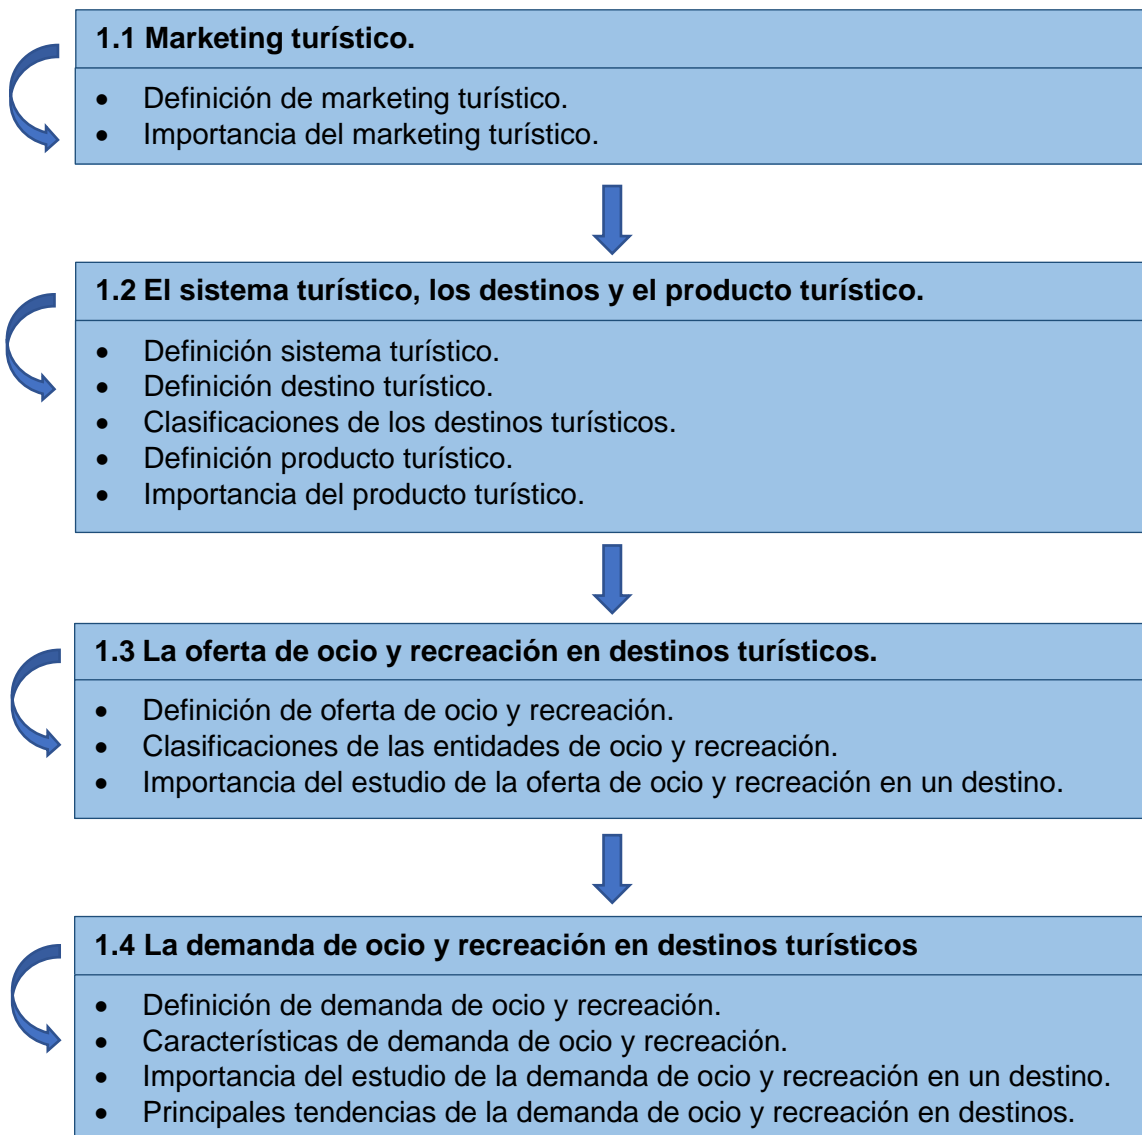 1.1 Marketing turístico.
• Definición de marketing turístico.
• Importancia del marketing turístico.
1.2 El sistema turístico, los destinos y el producto turístico.
• Definición sistema turístico.
• Definición destino turístico.
• Clasificaciones de los destinos turísticos.
• Definición producto turístico.
• Importancia del producto turístico.
1.3 La oferta de ocio y recreación en destinos turísticos.
• Definición de oferta de ocio y recreación.
• Clasificaciones de las entidades de ocio y recreación.
• Importancia del estudio de la oferta de ocio y recreación en un destino.
1.4 La demanda de ocio y recreación en destinos turísticos
• Definición de demanda de ocio y recreación.
• Características de demanda de ocio y recreación.
• Importancia del estudio de la demanda de ocio y recreación en un destino.
• Principales tendencias de la demanda de ocio y recreación en destinos.